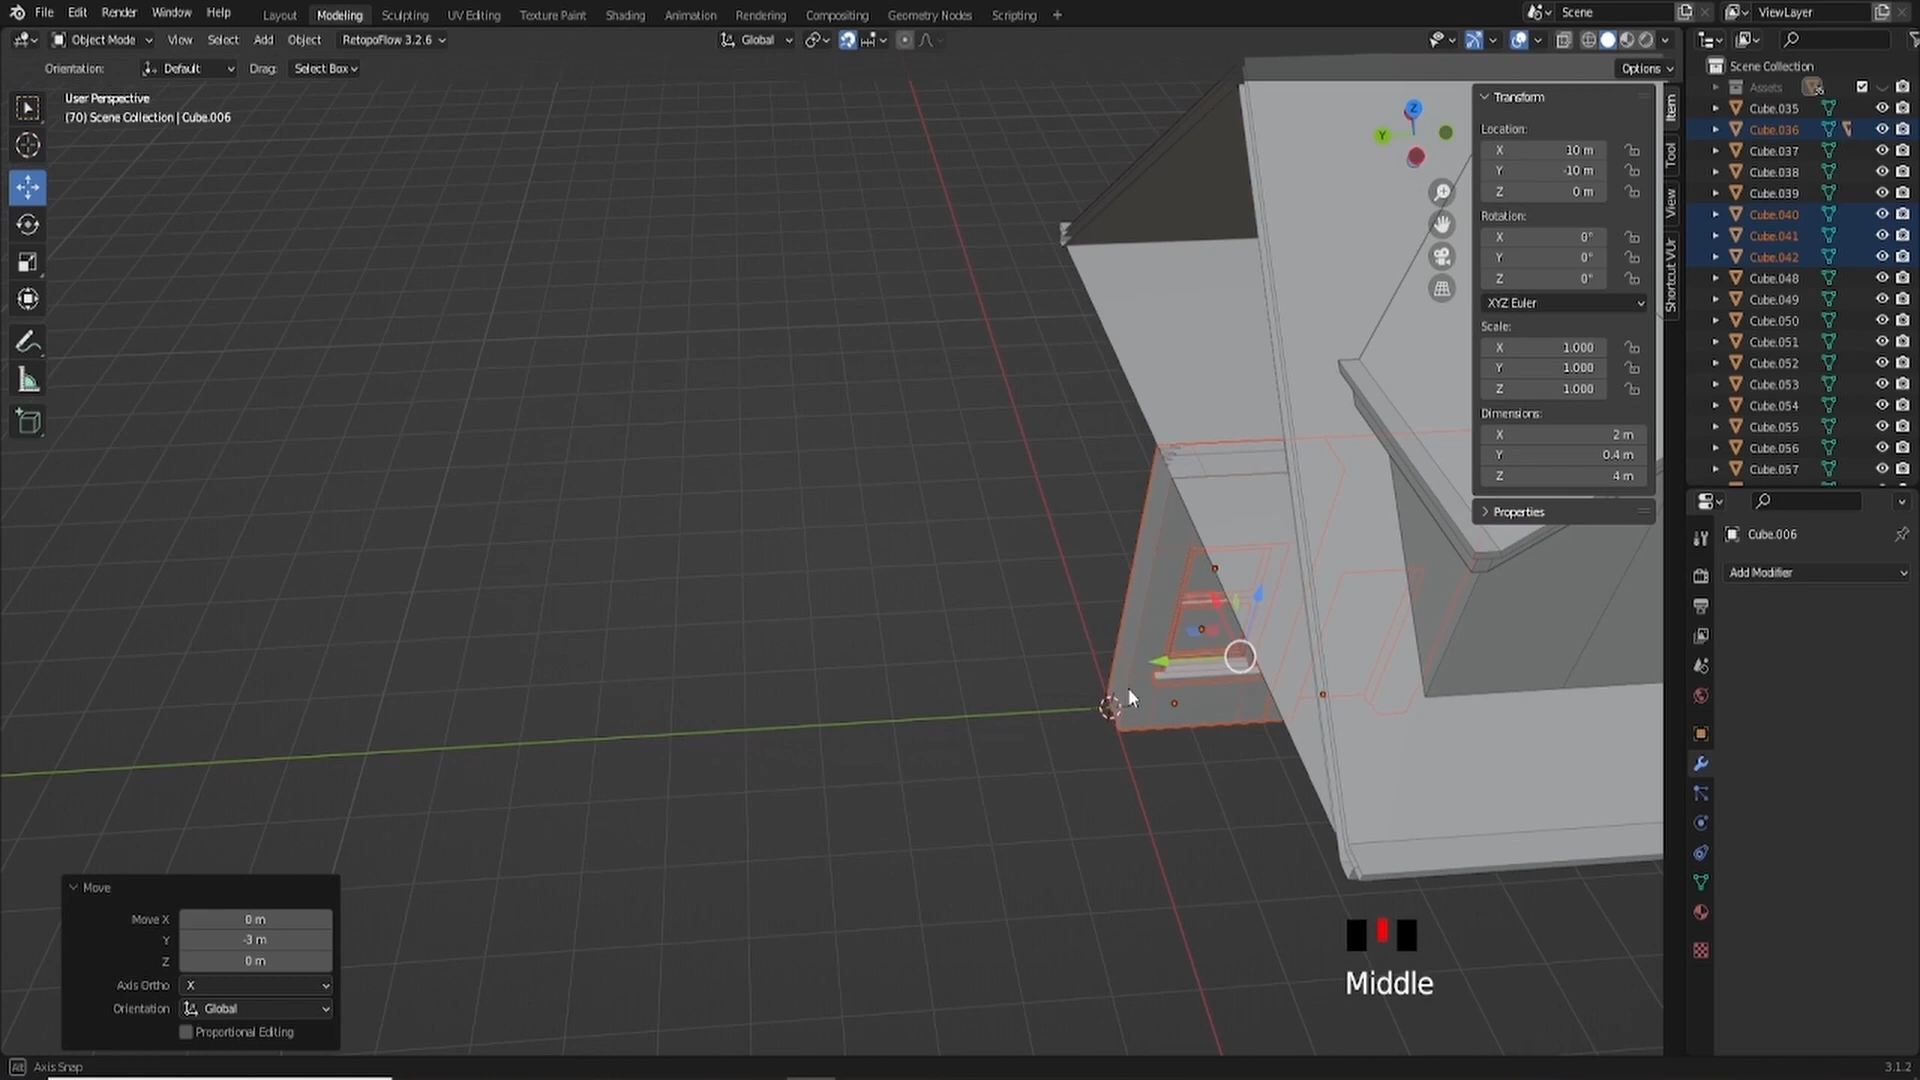 File Edit Render Window Help
Layout Modeling Sculpting UV Editing Texture Paint Shading Animation Rendering Compositing Geometry Nodes Scripting +
Scene
ViewLayer
Object Mode View Select Add Object RetopoFlow 3.2.6
Global
Orientation: Default Drag: Select Box
Options
User Perspective
(70) Scene Collection | Cube.006
Transform
Location:
X 10 m
Y -10 m
Z 0 m
Rotation:
X 0°
Y 0°
Z 0°
XYZ Euler
Scale:
X 1.000
Y 1.000
Z 1.000
Dimensions:
X 2 m
Y 0.4 m
Z 4 m
Properties
Item
Tool
View
Shortcut VUr
Z
Y
Scene Collection
Assets
Cube.035
Cube.036
Cube.037
Cube.038
Cube.039
Cube.040
Cube.041
Cube.042
Cube.048
Cube.049
Cube.050
Cube.051
Cube.052
Cube.053
Cube.054
Cube.055
Cube.056
Cube.057
Cube.006
Add Modifier
Move
Move X 0 m
Y -3 m
Z 0 m
Axis Ortho X
Orientation Global
Proportional Editing
Middle
Alt Axis Snap
3.1.2